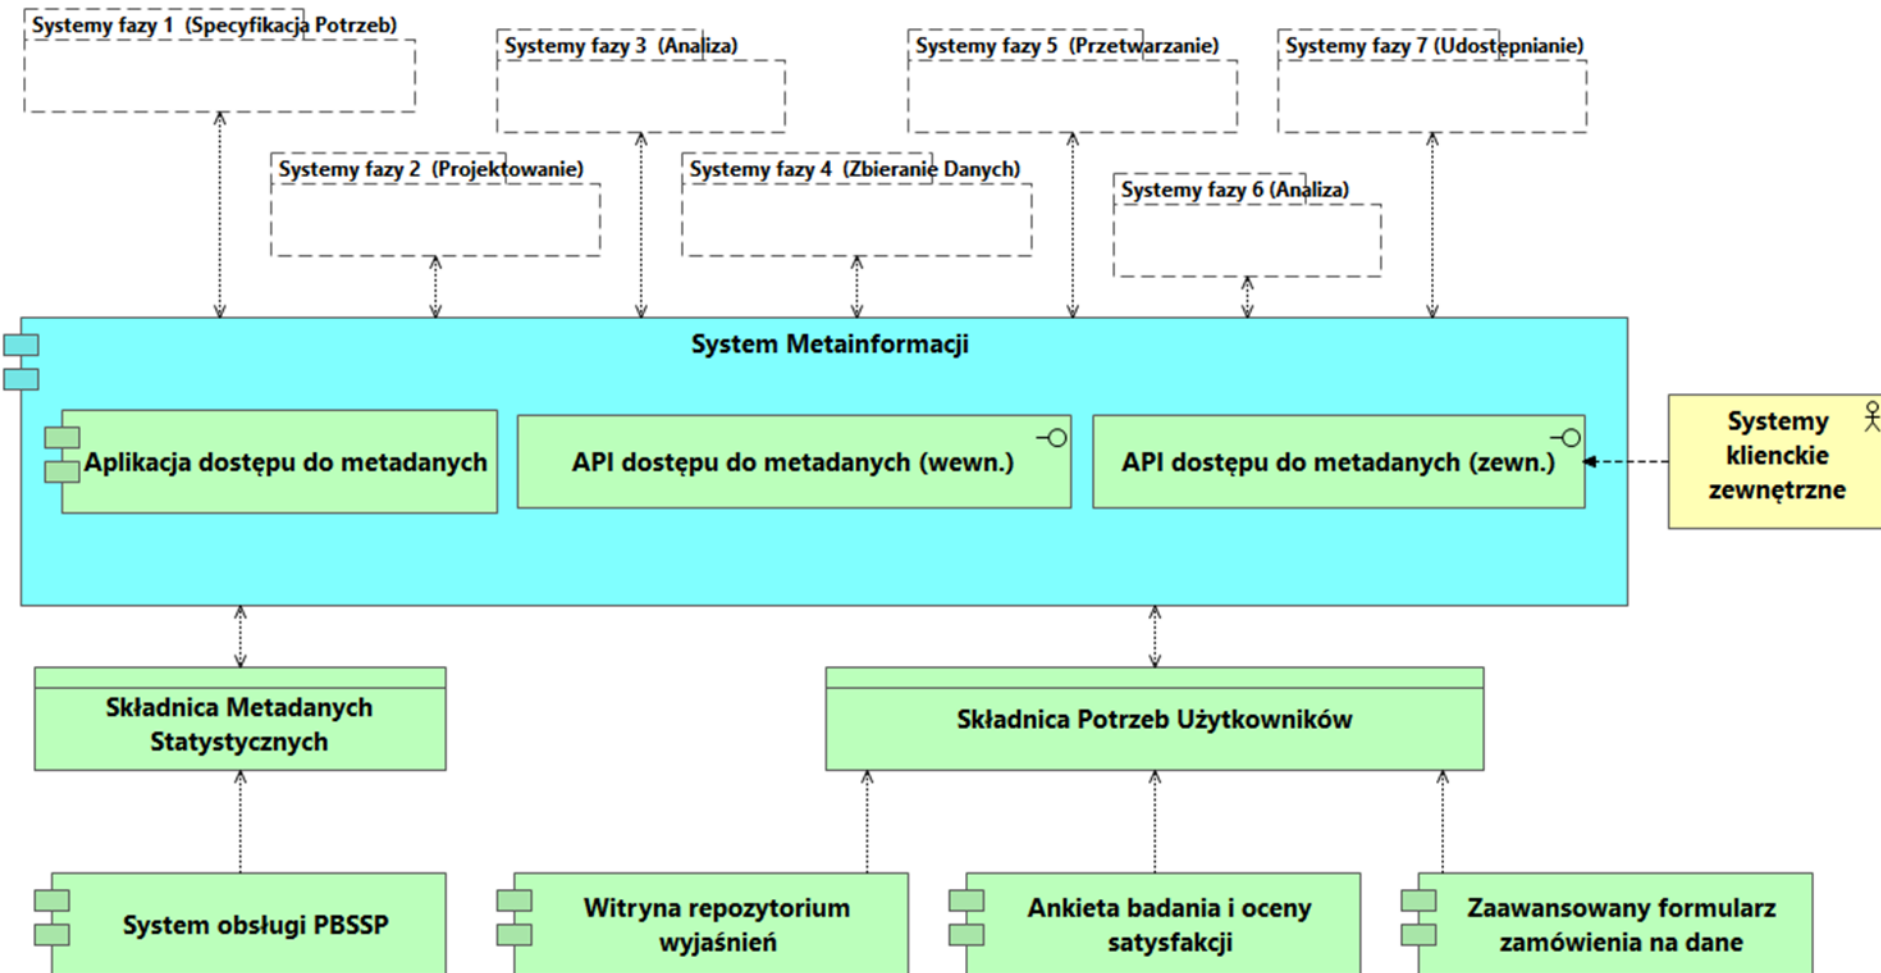 Systemy fazy 1  (Specyfikacja Potrzeb)
Systemy fazy 3  (Analiza)
Systemy fazy 5  (Przetwarzanie)
Systemy fazy 7 (Udostępnianie)
Systemy fazy 2  (Projektowanie)
Systemy fazy 4  (Zbieranie Danych)
Systemy fazy 6 (Analiza)
System Metainformacji
Aplikacja dostępu do metadanych
API dostępu do metadanych (wewn.)
API dostępu do metadanych (zewn.)
Systemy
klienckie
zewnętrzne
Składnica Metadanych
Statystycznych
Składnica Potrzeb Użytkowników
System obsługi PBSSP
Witryna repozytorium
wyjaśnień
Ankieta badania i oceny
satysfakcji
Zaawansowany formularz
zamówienia na dane